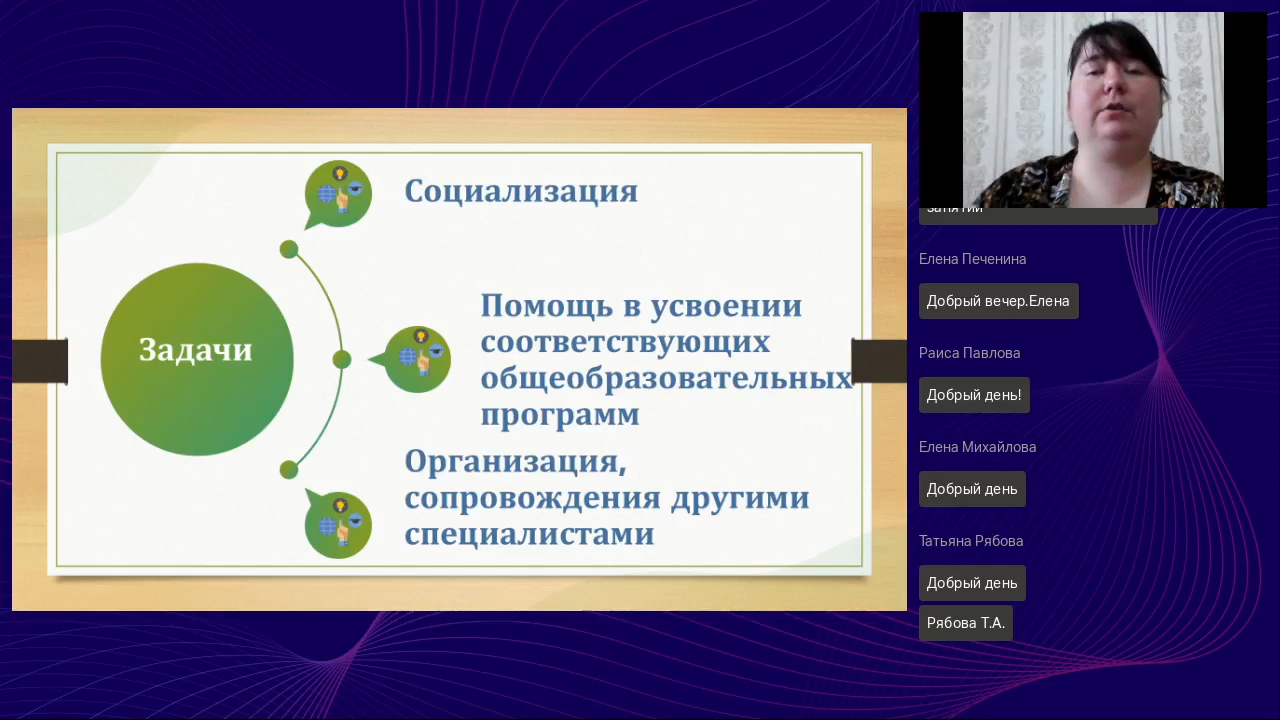 Задачи
Социализация
Помощь в усвоении
соответствующих
общеобразовательных
программ
Организация,
сопровождения другими
специалистами
занятий
Елена Печенина
Добрый вечер.Елена
Раиса Павлова
Добрый день!
Елена Михайлова
Добрый день
Татьяна Рябова
Добрый день
Рябова Т.А.